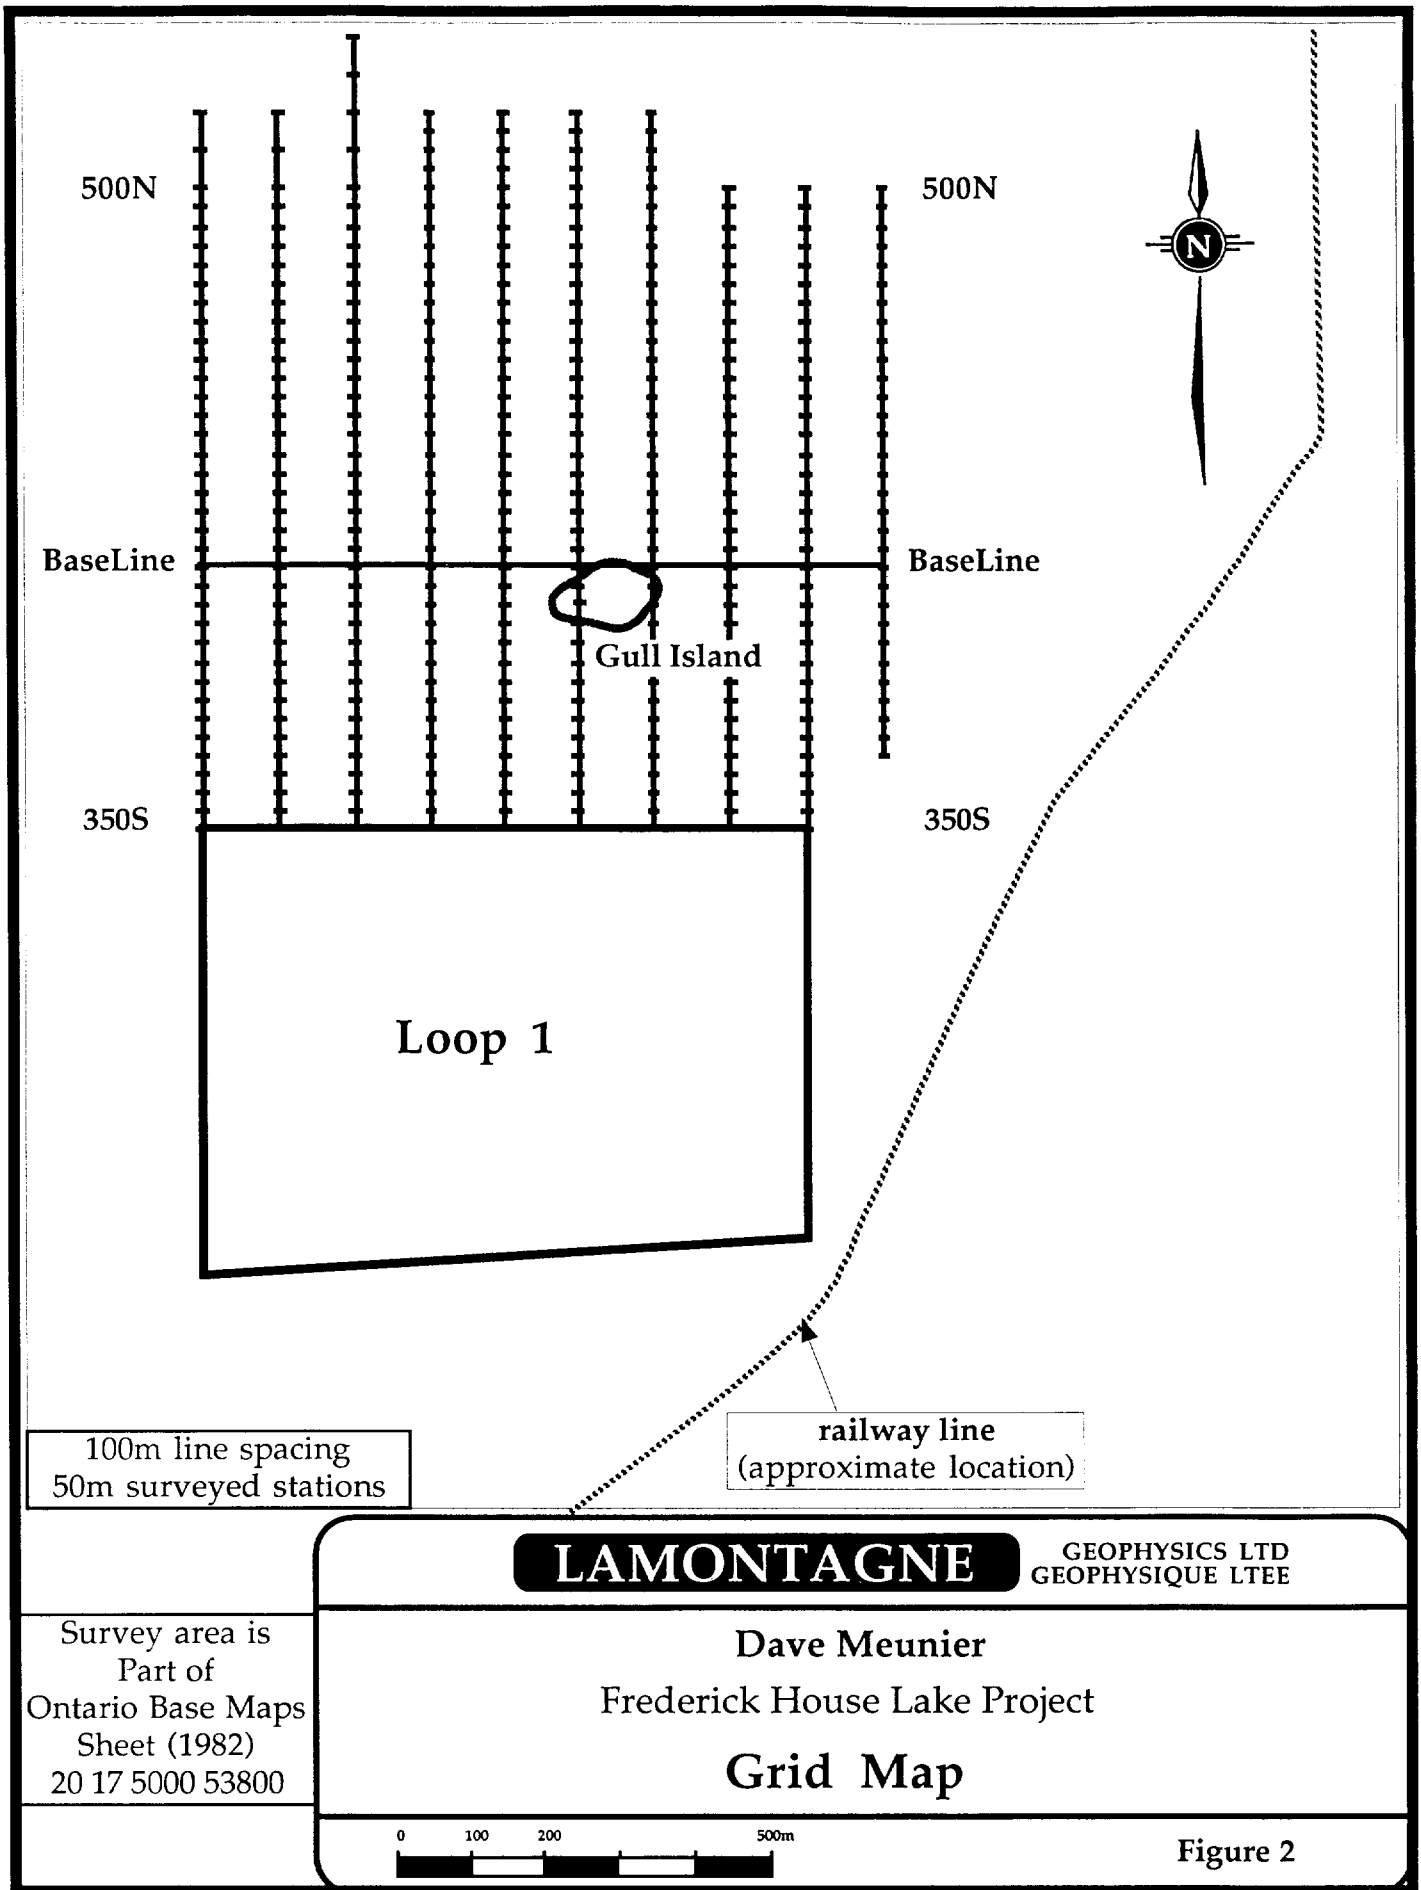 500N
500N
N
BaseLine
BaseLine
Gull Island
350S
350S
Loop 1
railway line
(approximate location)
100m line spacing
50m surveyed stations
LAMONTAGNE
GEOPHYSICS LTD
GEOPHYSIQUE LTEE
Survey area is
Part of
Ontario Base Maps
Sheet (1982)
20 17 5000 53800
Dave Meunier
Frederick House Lake Project
Grid Map
0 100 200 500m
Figure 2